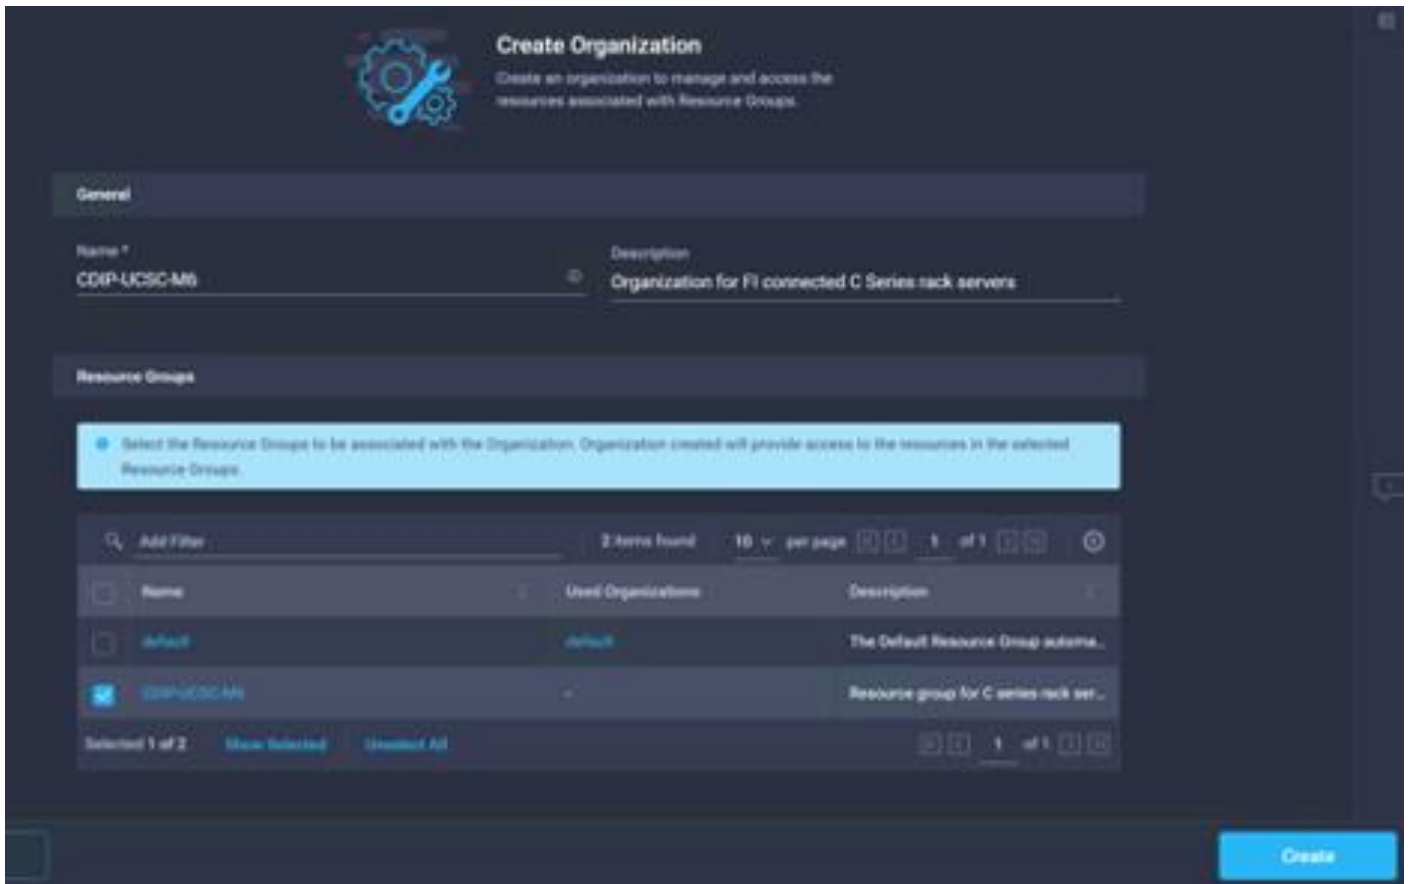 Create Organization
Create an organization to manage and access the
resources associated with Resource Groups.
General
Name *
Description
CDIP-UCSC-M6
Organization for FI connected C Series rack servers
Resource Groups
Select the Resource Groups to be associated with the Organization. Organization created will provide access to the resources in the selected
Resource Groups.
Add Filter 2 items found 10 per page 1 of 1
Name Used Organizations Description
default default The Default Resource Group automa...
CDIP-UCSC-M6 - Resource group for C series rack ser...
Selected 1 of 2 Show Selected Unselect All 1 of 1
Create